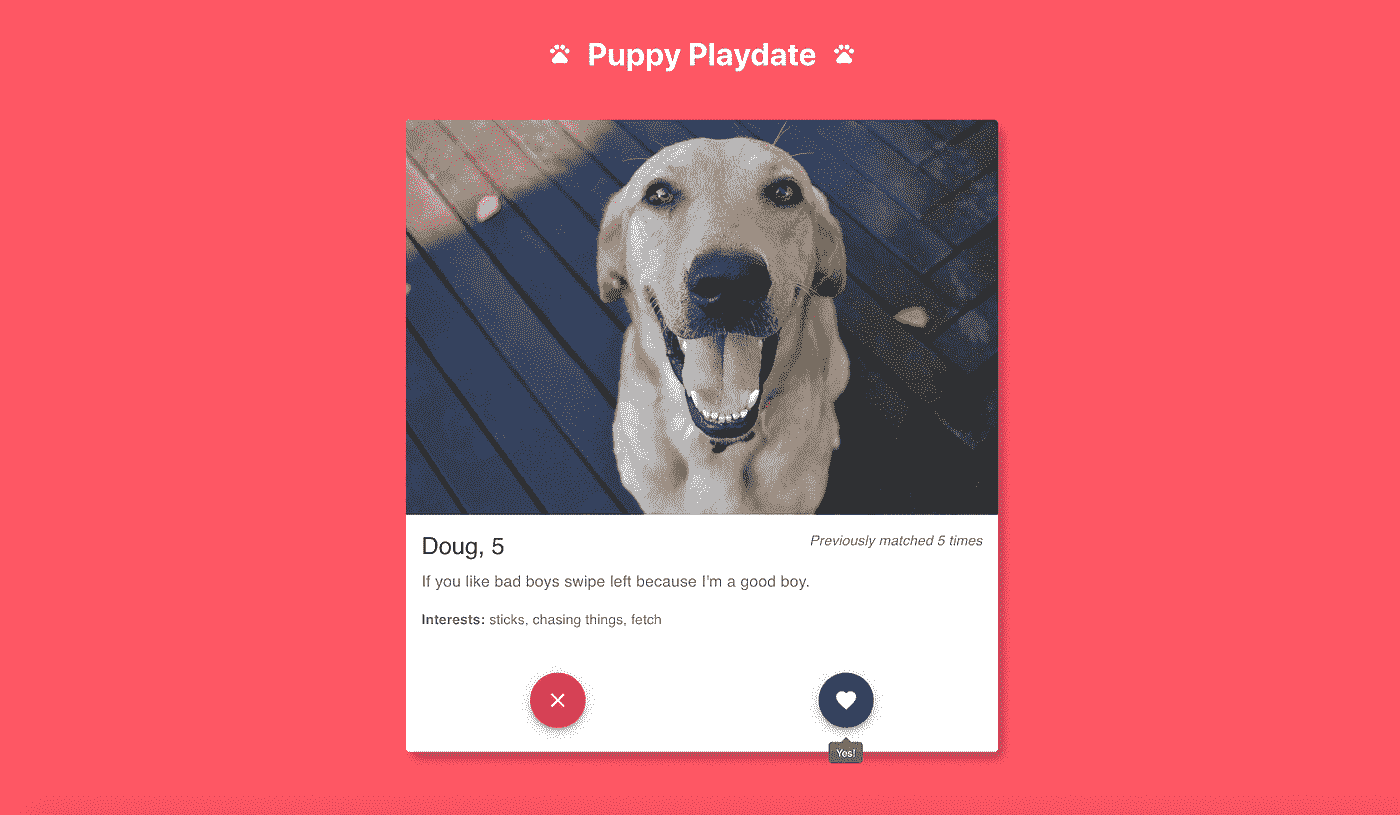 Puppy Playdate
Doug, 5
Previously matched 5 times
If you like bad boys swipe left because I'm a good boy.
Interests: sticks, chasing things, fetch
Yes!